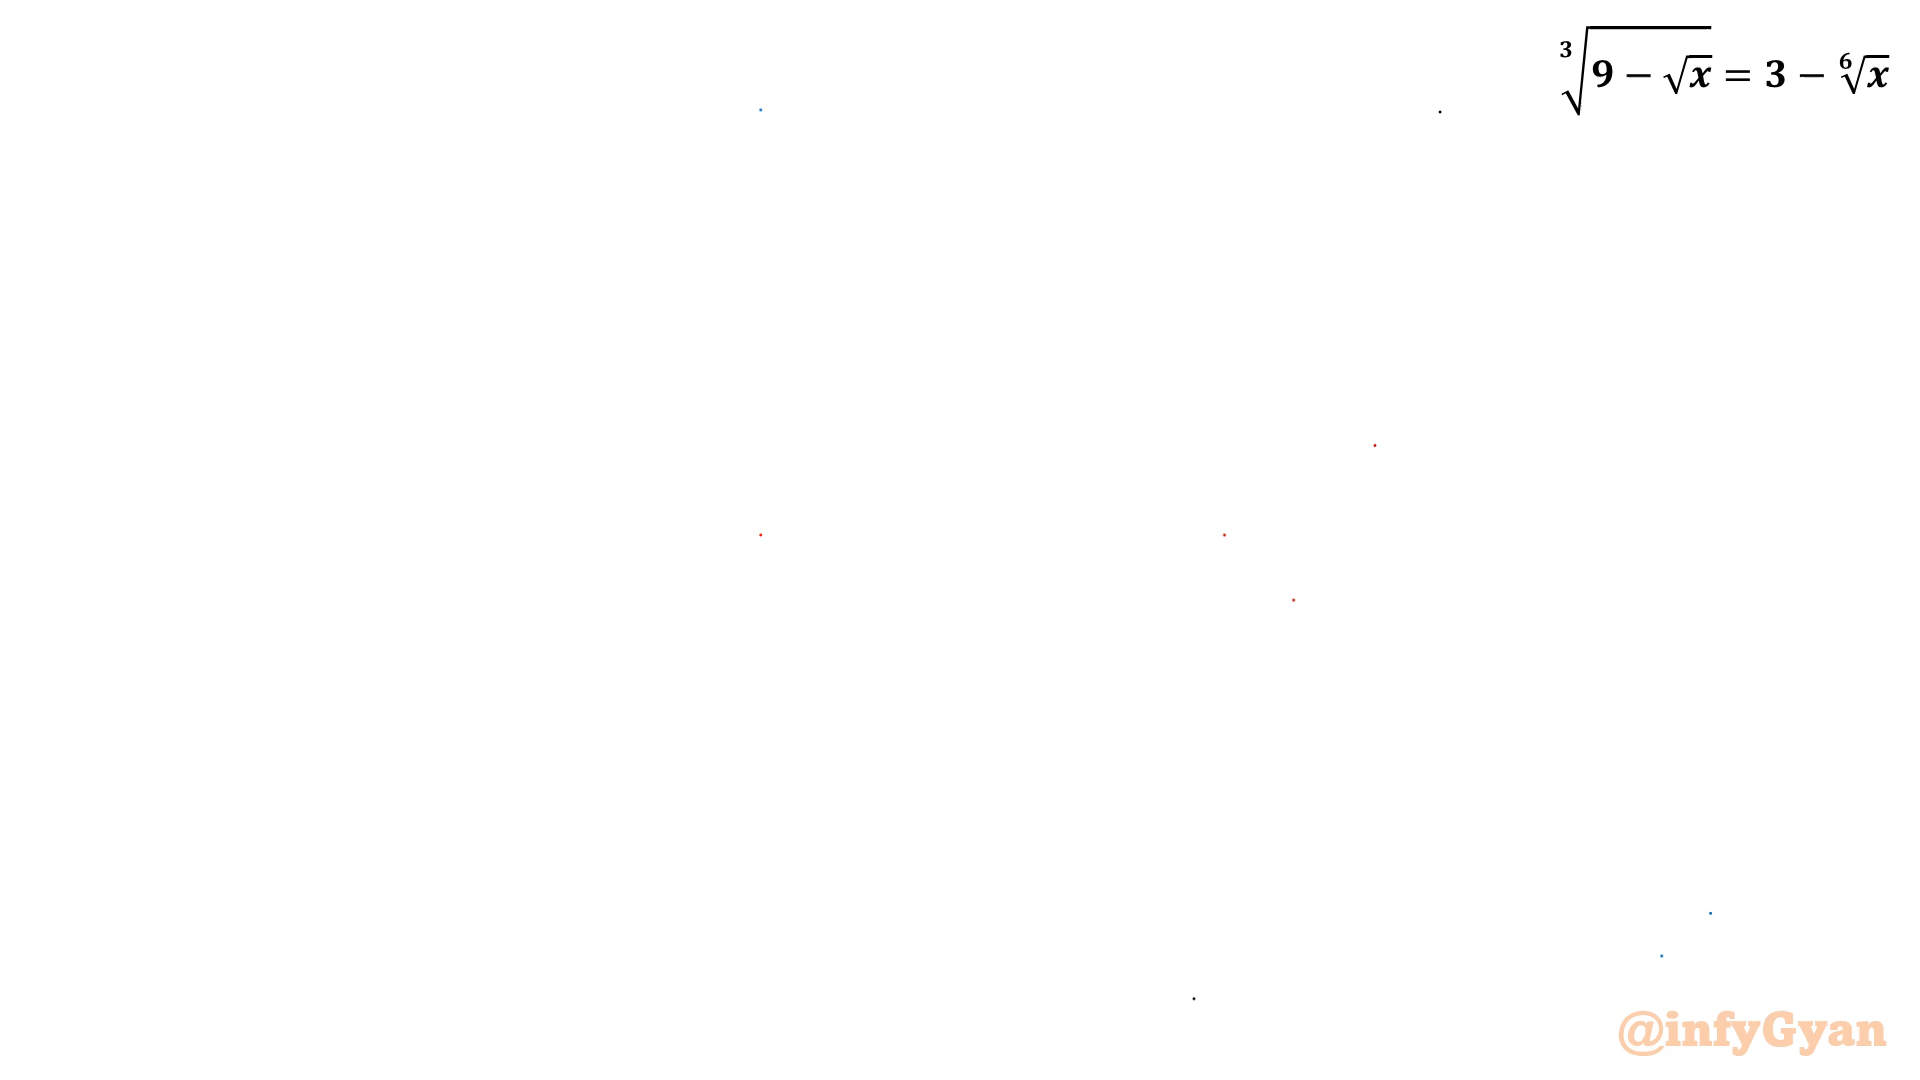 ∛(9 − √x) = 3 − ⁶√x
@infyGyan